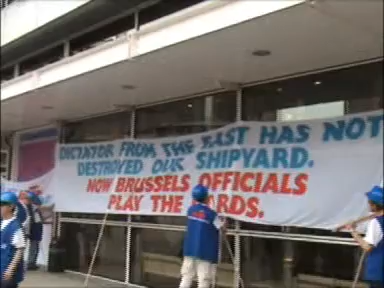 DICTATOR FROM THE EAST HAS NOT
DESTROYED OUR SHIPYARD.
NOW BRUSSELS OFFICIALS
PLAY THE CARDS.